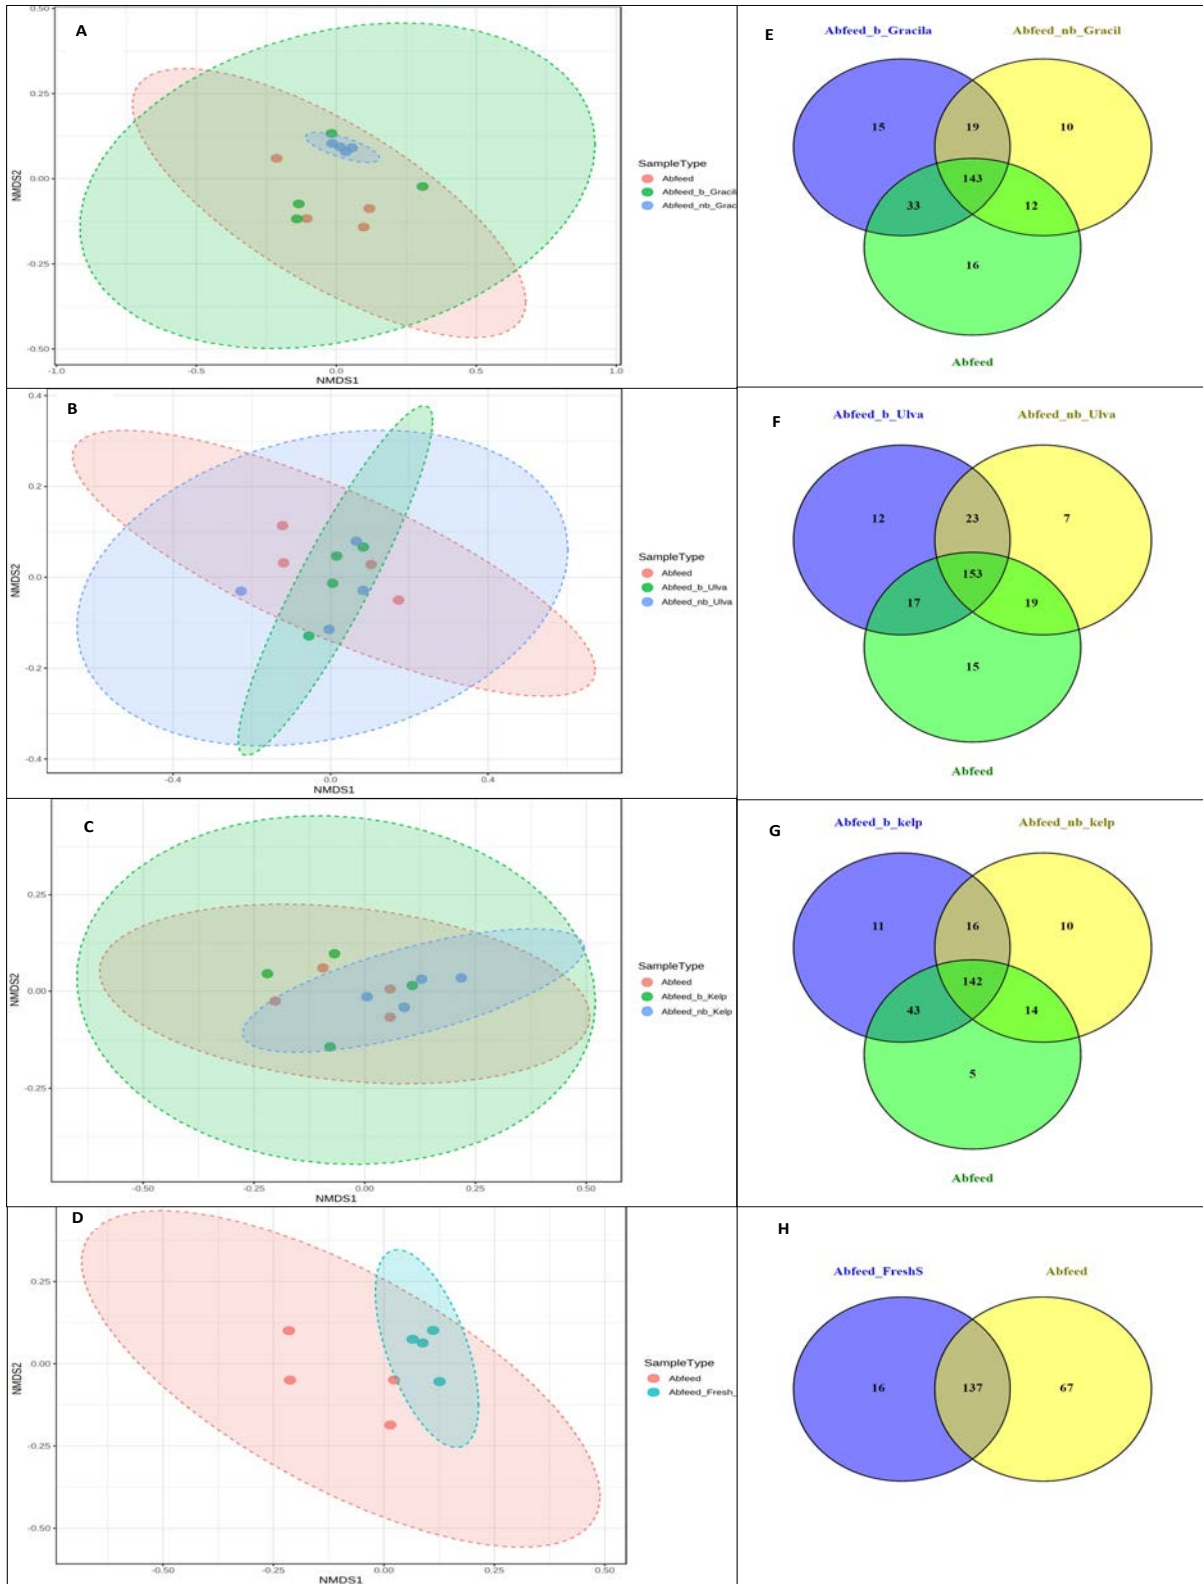 A
0.50
0.25
0.00
-0.25
-0.50
NMDS2
-1.0
-0.5
0.0
0.5
1.0
NMDS1
SampleType
Abfeed
Abfeed_b_Gracil
Abfeed_nb_Grac
E
Abfeed_b_Gracila
Abfeed_nb_Gracil
15
19
10
143
33
12
16
Abfeed
B
0.4
0.2
0.0
-0.2
-0.4
NMDS2
-0.4
0.0
0.4
NMDS1
SampleType
Abfeed
Abfeed_b_Ulva
Abfeed_nb_Ulva
F
Abfeed_b_Ulva
Abfeed_nb_Ulva
12
23
7
153
17
19
15
Abfeed
C
0.25
0.00
-0.25
NMDS2
-0.50
-0.25
0.00
0.25
0.50
NMDS1
SampleType
Abfeed
Abfeed_b_Kelp
Abfeed_nb_Kelp
G
Abfeed_b_kelp
Abfeed_nb_kelp
11
16
10
142
43
14
5
Abfeed
D
0.25
0.00
-0.25
-0.50
NMDS2
-0.50
-0.25
0.00
0.25
0.50
NMDS1
SampleType
Abfeed
Abfeed_Fresh_
H
Abfeed_FreshS
Abfeed
16
137
67